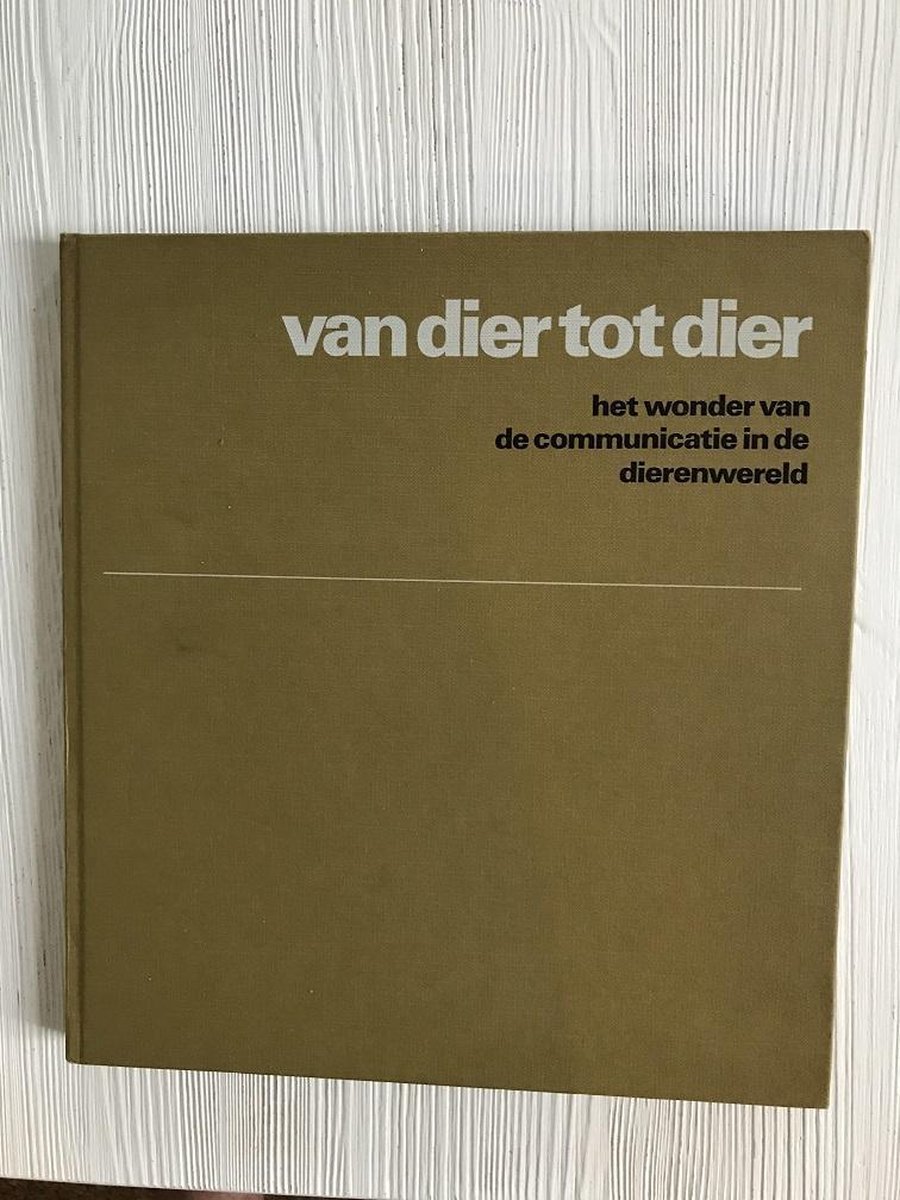 van dier tot dier
het wonder van
de communicatie in de
dierenwereld